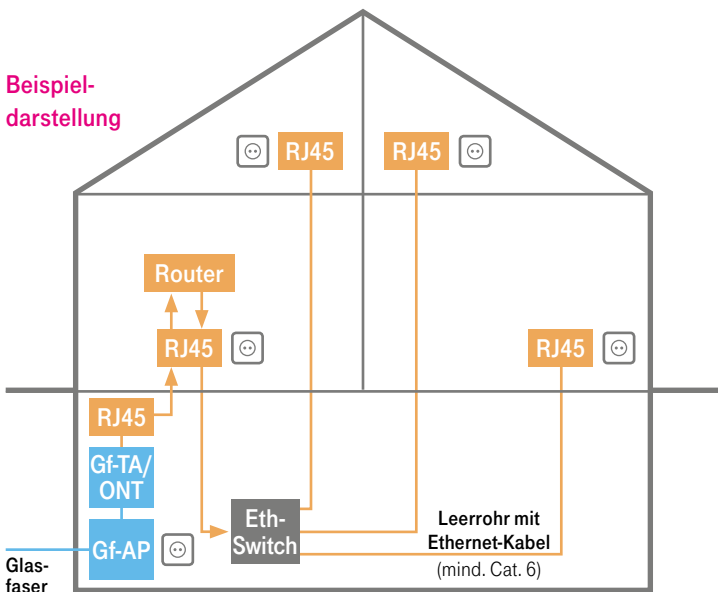 Beispiel-
darstellung
RJ45
RJ45
Router
RJ45
RJ45
RJ45
Gf-TA/
ONT
Gf-AP
Eth-
Switch
Leerrohr mit
Ethernet-Kabel
(mind. Cat. 6)
Glas-
faser